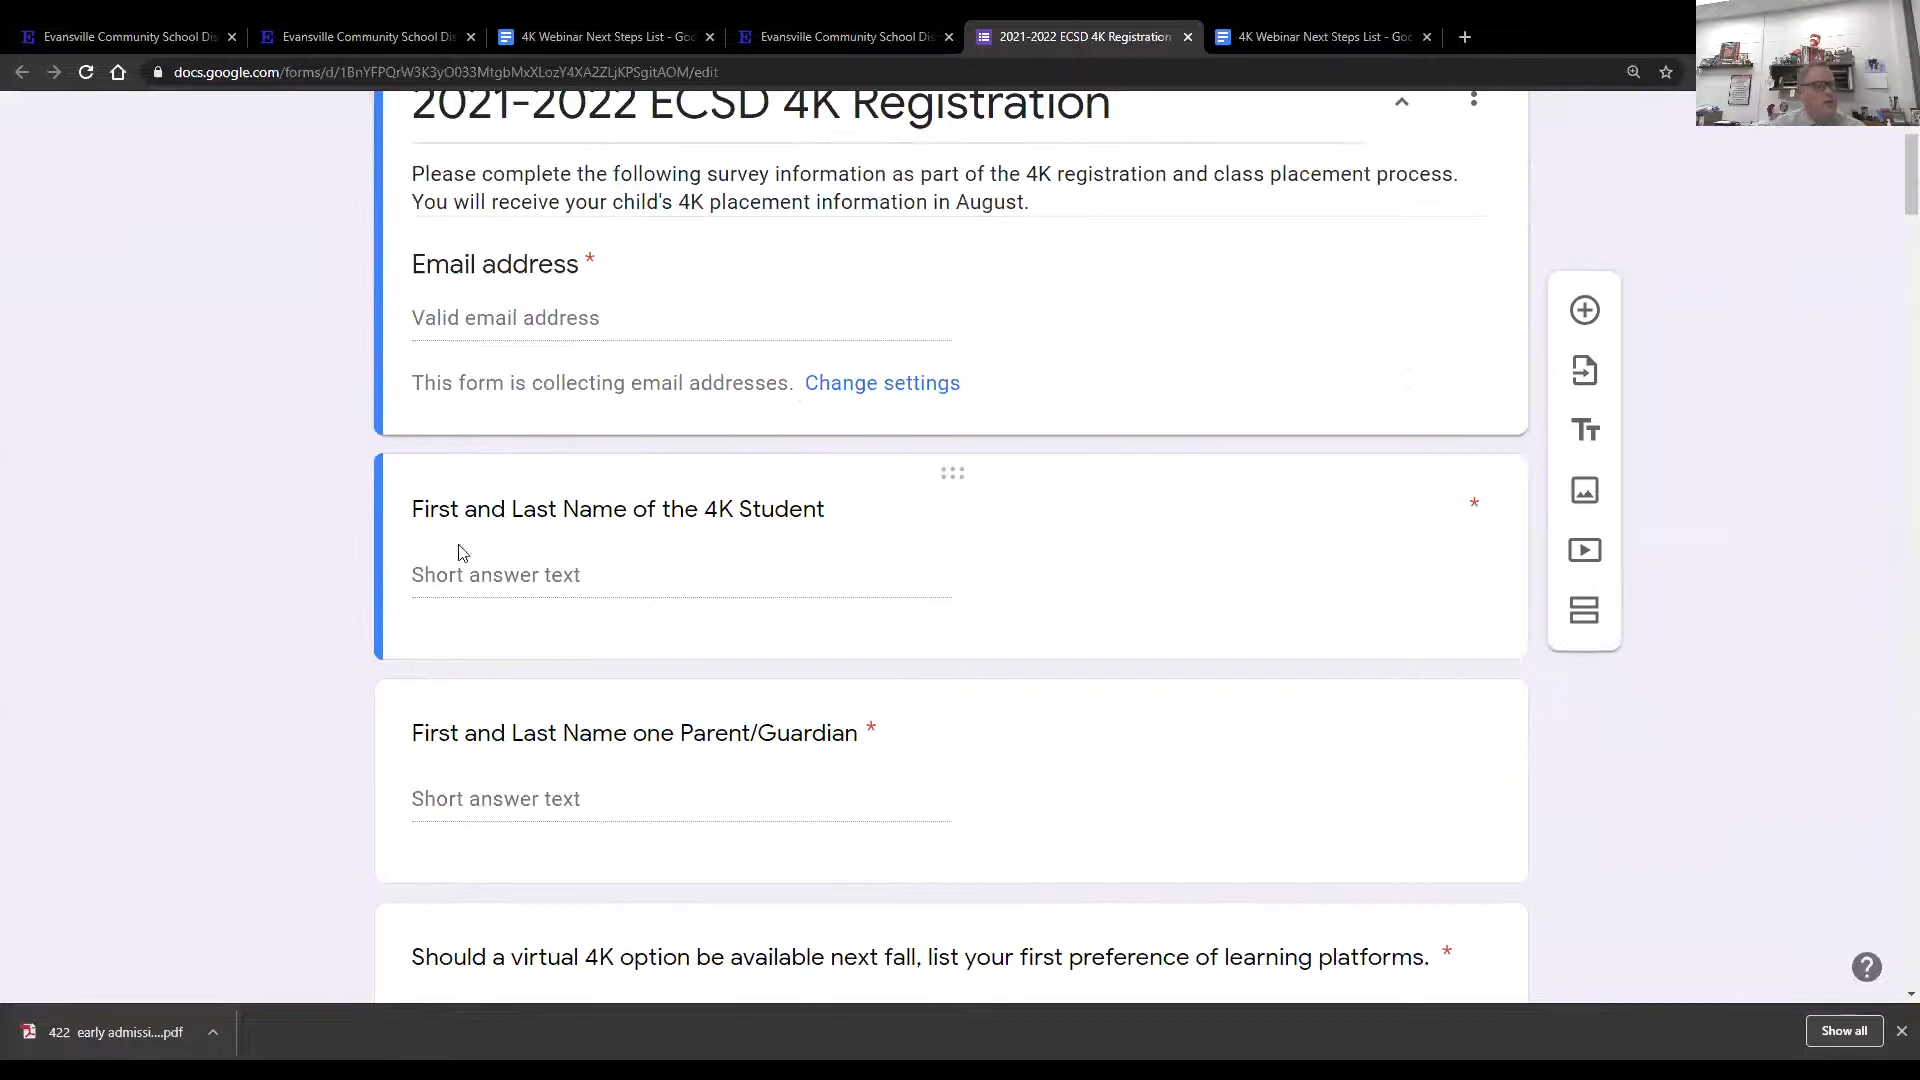 Evansville Community School Dis
Evansville Community School Dis
4K Webinar Next Steps List - Goo
Evansville Community School Dis
2021-2022 ECSD 4K Registration
4K Webinar Next Steps List - Goo
docs.google.com/forms/d/1BnYFPQrW3K3yO033MtgbMxXLozY4XA2ZLjKPSgitAOM/edit
2021-2022 ECSD 4K Registration
Please complete the following survey information as part of the 4K registration and class placement process.
You will receive your child's 4K placement information in August.
Email address *
Valid email address
This form is collecting email addresses. Change settings
First and Last Name of the 4K Student *
Short answer text
First and Last Name one Parent/Guardian *
Short answer text
Should a virtual 4K option be available next fall, list your first preference of learning platforms. *
422 early admissi....pdf
Show all